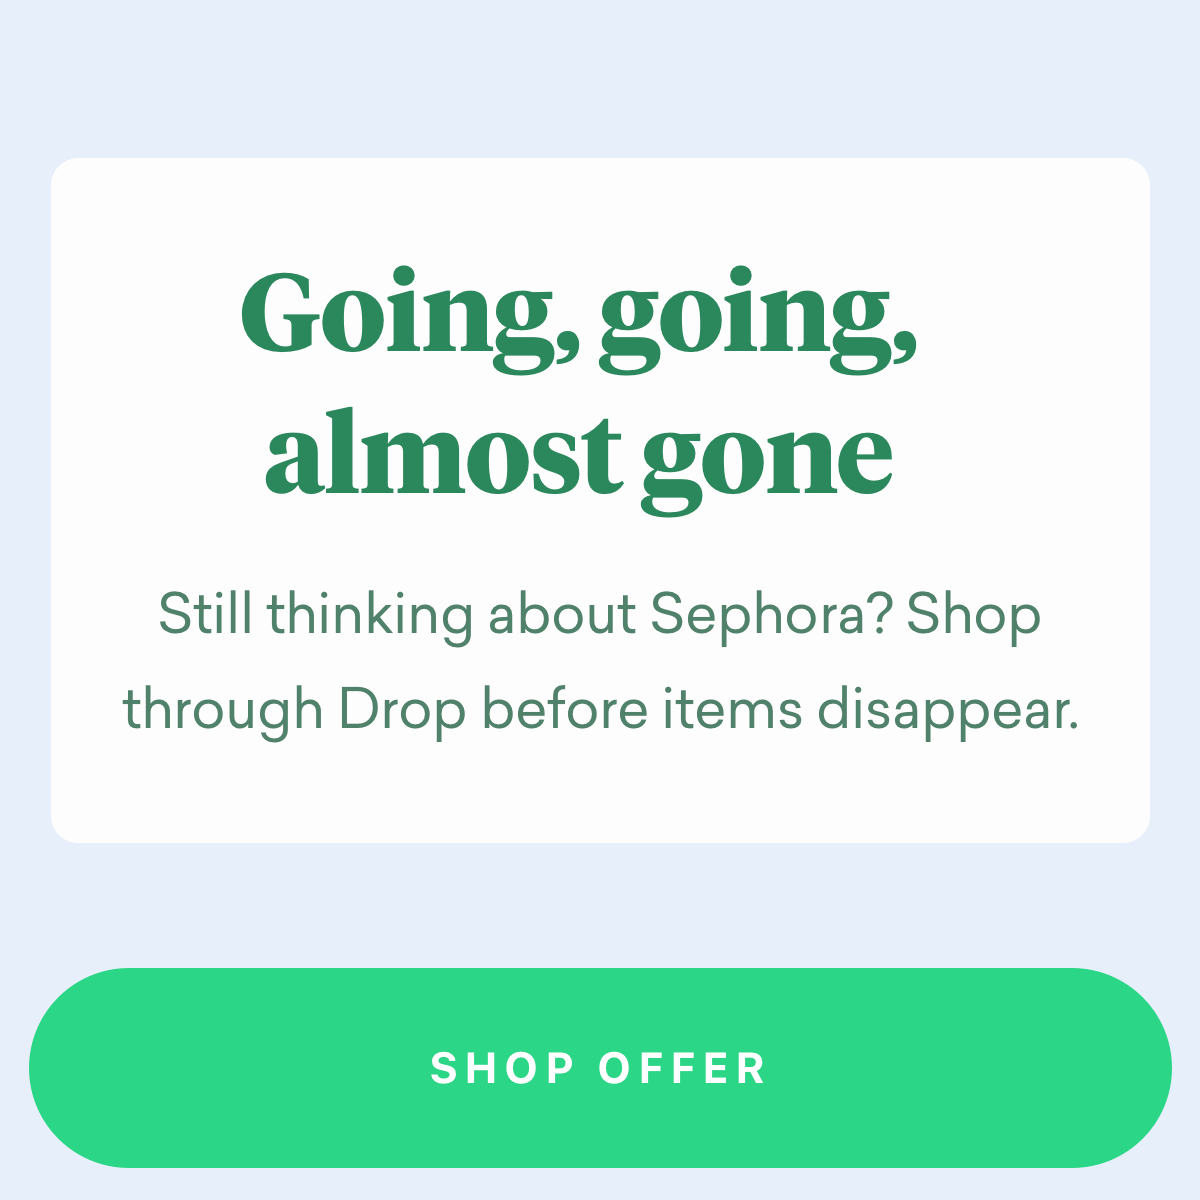 Going, going,
almost gone
Still thinking about Sephora? Shop
through Drop before items disappear.
SHOP OFFER